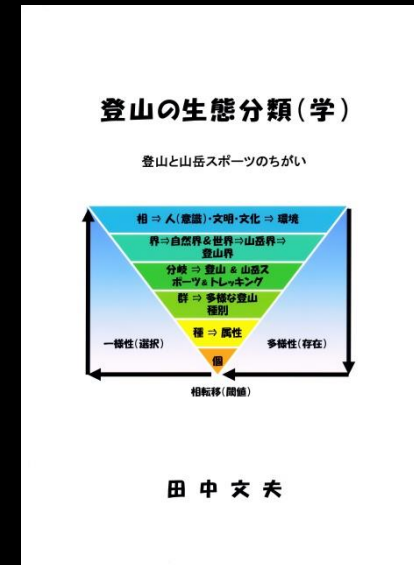 登山の生態分類(学)
登山と山岳スポーツのちがい
相 ⇒ 人(意識)・文明・文化 ⇒ 環境
界⇒自然界&世界⇒山岳界⇒
登山界
分岐 ⇒ 登山 & 山岳ス
ポーツ&トレッキング
群 ⇒ 多様な登山
種別
種 ⇒ 属性
個
一様性(選択)
多様性(存在)
相転移(閾値)
田中文夫